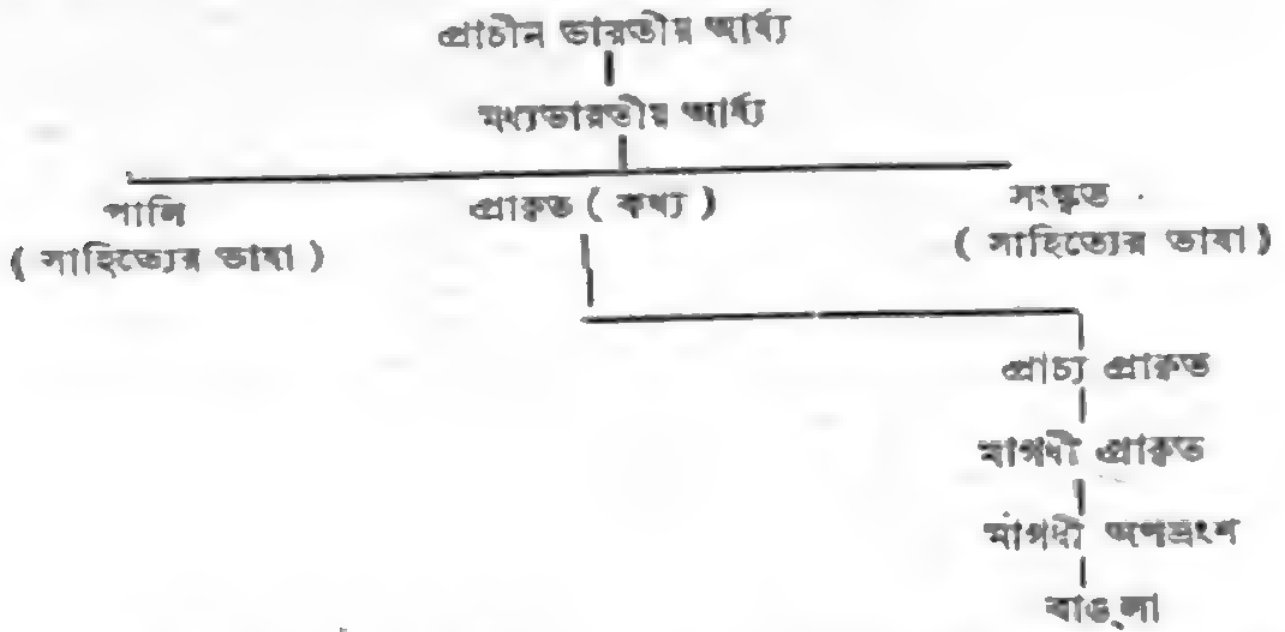 প্রাচীন ভারতীয় আর্য্য
মধ্যভারতীয় আর্য্য
পালি প্রাকৃত ( কথ্য ) সংস্কৃত
( সাহিত্যের ভাষা ) ( সাহিত্যের ভাষা )
প্রাচ্য প্রাকৃত
মাগধী প্রাকৃত
মাগধী অপভ্রংশ
বাঙ্‌লা